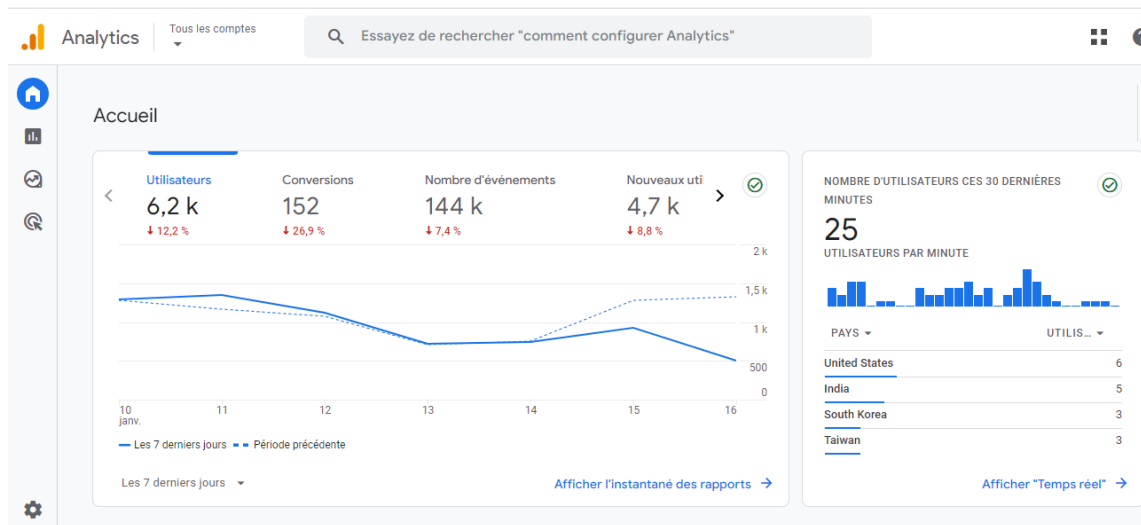 Analytics
Tous les comptes
Essayez de rechercher "comment configurer Analytics"
Accueil
Utilisateurs
6,2 k
12,2 %
Conversions
152
26,9 %
Nombre d'événements
144 k
7,4 %
Nouveaux uti
4,7 k
8,8 %
2 k
1,5 k
1 k
500
0
10
janv.
11
12
13
14
15
16
Les 7 derniers jours
Période précédente
Les 7 derniers jours
Afficher l'instantané des rapports
NOMBRE D'UTILISATEURS CES 30 DERNIÈRES
MINUTES
25
UTILISATEURS PAR MINUTE
PAYS
UTILIS...
United States 6
India 5
South Korea 3
Taiwan 3
Afficher "Temps réel"